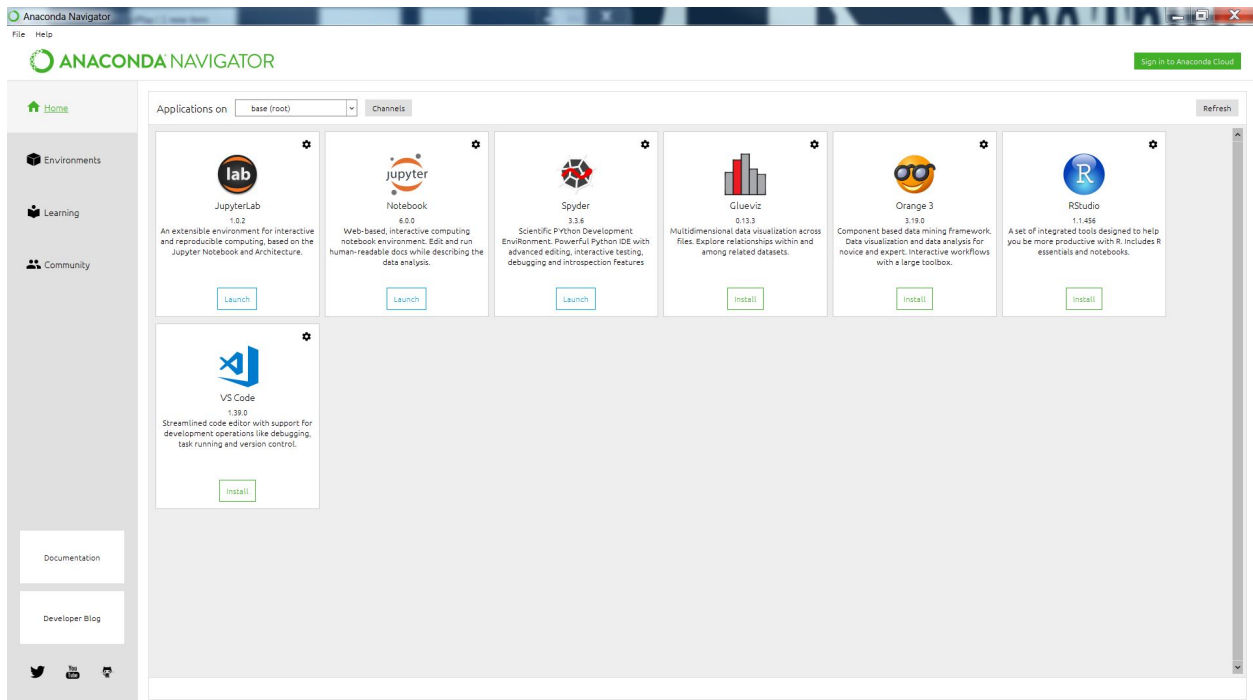 Anaconda Navigator
File Help
ANACONDA NAVIGATOR
Sign in to Anaconda Cloud
Home
Environments
Learning
Community
Documentation
Developer Blog
You
Tube
Applications on base (root) Channels Refresh
lab
JupyterLab
1.0.2
An extensible environment for interactive
and reproducible computing, based on the
Jupyter Notebook and Architecture.
Launch
jupyter
Notebook
6.0.0
Web-based, interactive computing
notebook environment. Edit and run
human-readable docs while describing the
data analysis.
Launch
Spyder
3.3.6
Scientific PYthon Development
EnviRonment. Powerful Python IDE with
advanced editing, interactive testing,
debugging and introspection features
Launch
Glueviz
0.13.3
Multidimensional data visualization across
files. Explore relationships within and
among related datasets.
Install
Orange 3
3.19.0
Component based data mining framework.
Data visualization and data analysis for
novice and expert. Interactive workflows
with a large toolbox.
Install
R
RStudio
1.1.456
A set of integrated tools designed to help
you be more productive with R. Includes R
essentials and notebooks.
Install
VS Code
1.39.0
Streamlined code editor with support for
development operations like debugging,
task running and version control.
Install